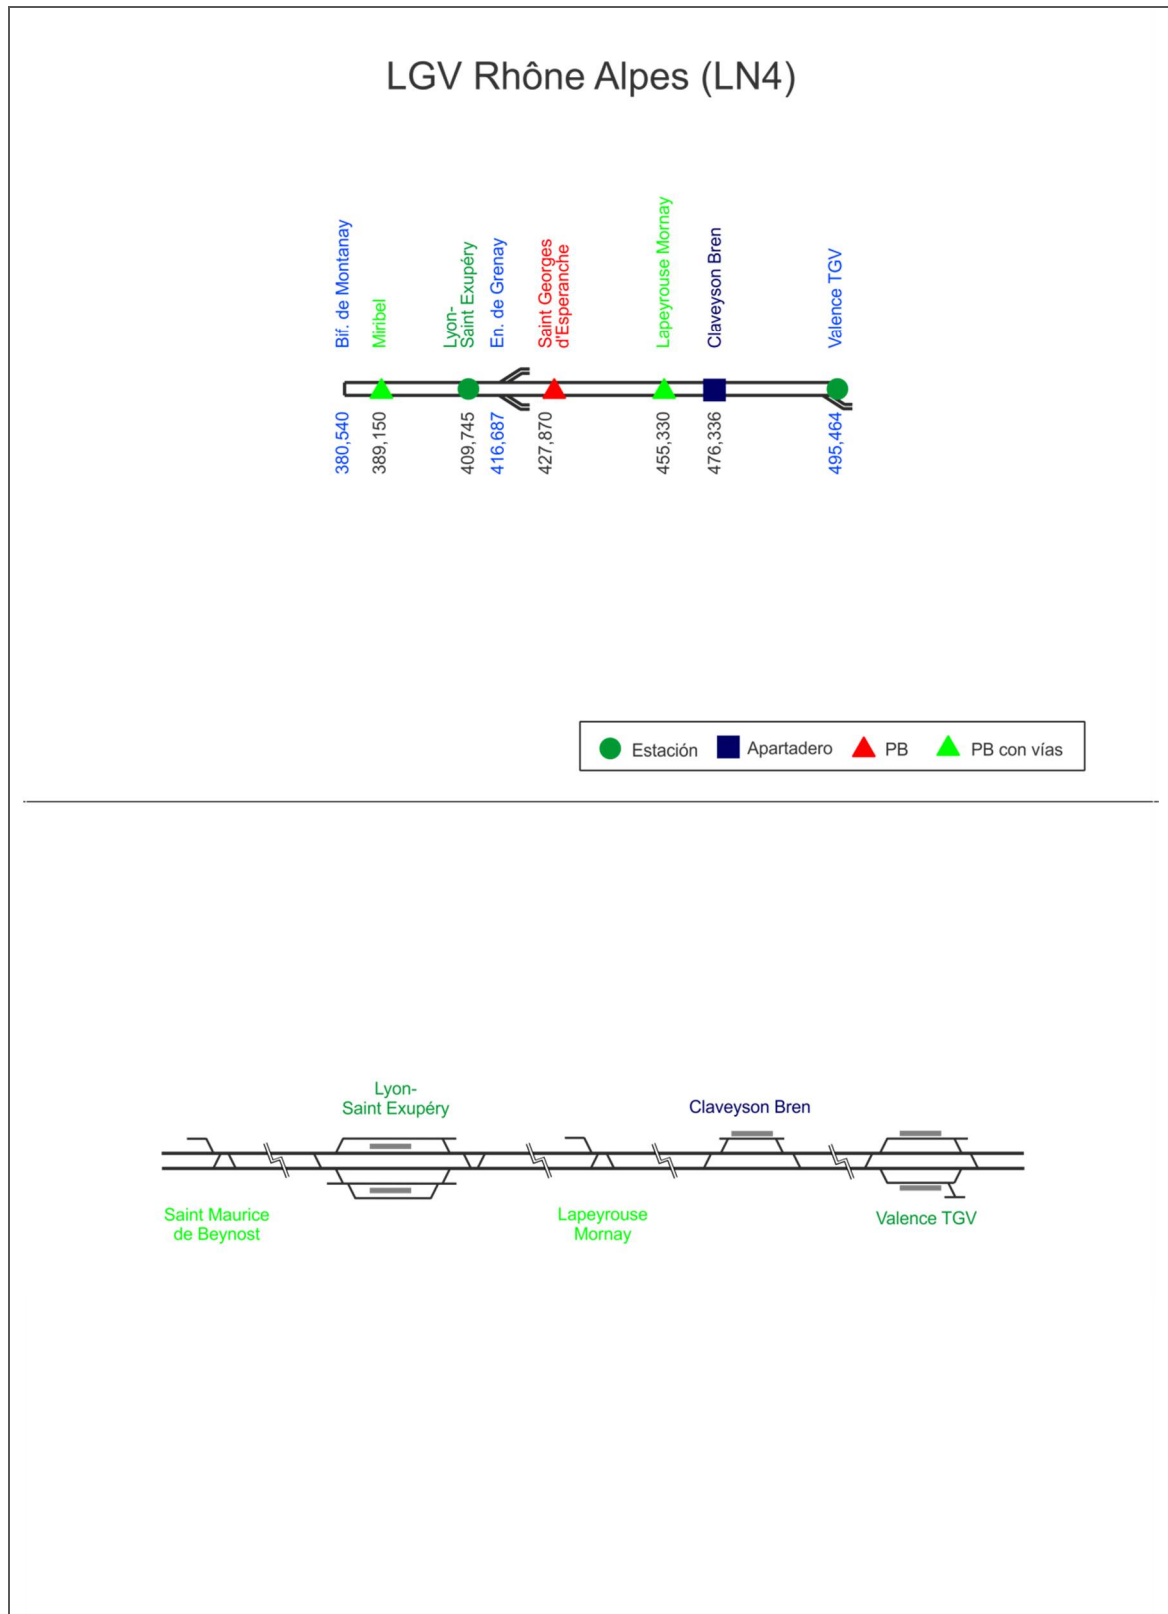 LGV Rhône Alpes (LN4)
Bif. de Montanay
Miribel
Lyon-
Saint Exupéry
En. de Grenay
Saint Georges
d'Esperanche
Lapeyrouse Mornay
Claveyson Bren
Valence TGV
380,540
389,150
409,745
416,687
427,870
455,330
476,336
495,464
Estación
Apartadero
PB
PB con vías
Lyon-
Saint Exupéry
Claveyson Bren
Saint Maurice
de Beynost
Lapeyrouse
Mornay
Valence TGV